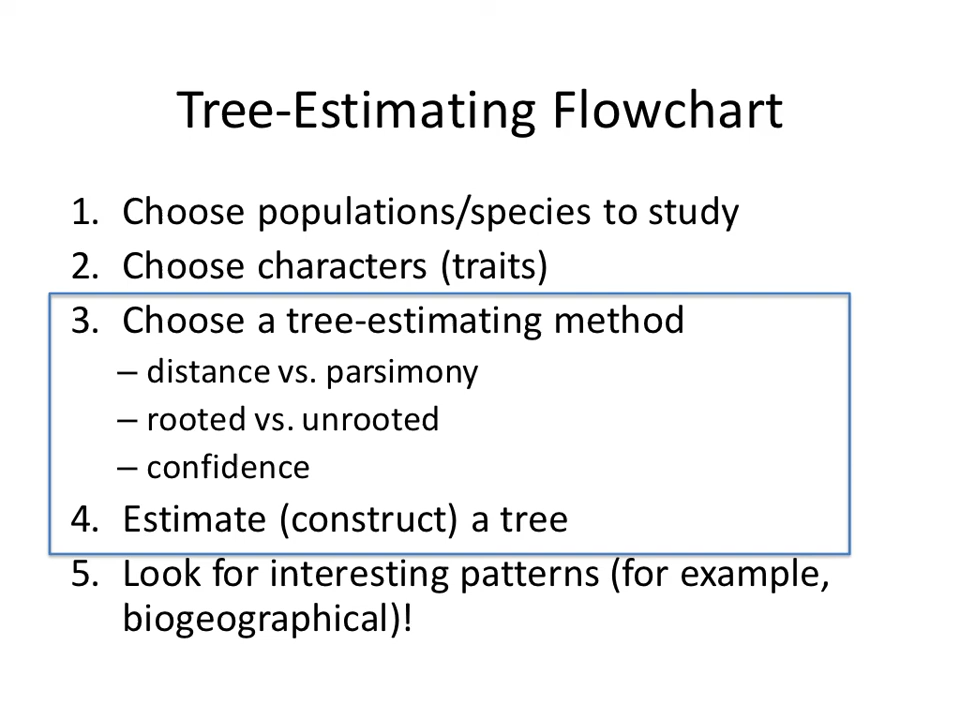 Tree-Estimating Flowchart
1. Choose populations/species to study
2. Choose characters (traits)
3. Choose a tree-estimating method
– distance vs. parsimony
– rooted vs. unrooted
– confidence
4. Estimate (construct) a tree
5. Look for interesting patterns (for example,
biogeographical)!